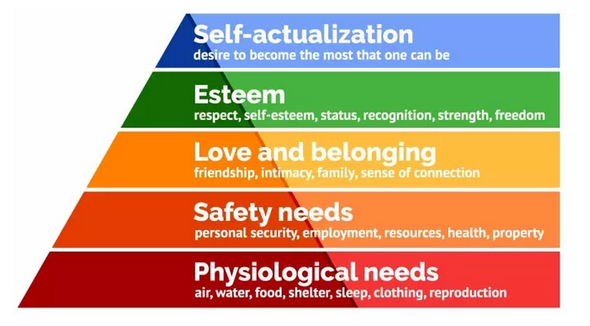 Self-actualization
desire to become the most that one can be
Esteem
respect, self-esteem, status, recognition, strength, freedom
Love and belonging
friendship, intimacy, family, sense of connection
Safety needs
personal security, employment, resources, health, property
Physiological needs
air, water, food, shelter, sleep, clothing, reproduction